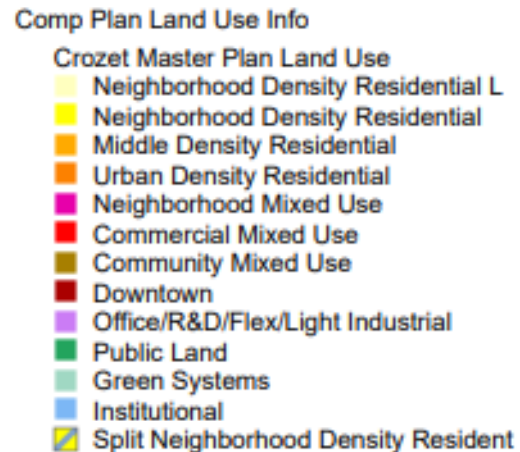 Comp Plan Land Use Info
Crozet Master Plan Land Use
Neighborhood Density Residential L
Neighborhood Density Residential
Middle Density Residential
Urban Density Residential
Neighborhood Mixed Use
Commercial Mixed Use
Community Mixed Use
Downtown
Office/R&D/Flex/Light Industrial
Public Land
Green Systems
Institutional
Split Neighborhood Density Resident